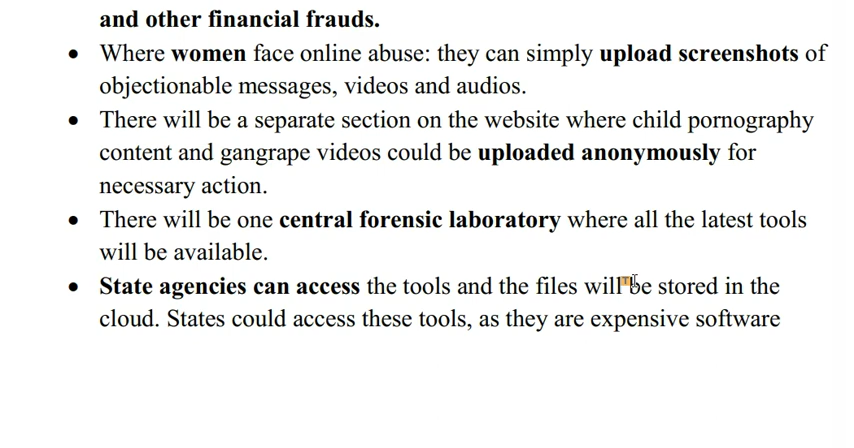 and other financial frauds.
• Where women face online abuse: they can simply upload screenshots of
objectionable messages, videos and audios.
• There will be a separate section on the website where child pornography
content and gangrape videos could be uploaded anonymously for
necessary action.
• There will be one central forensic laboratory where all the latest tools
will be available.
• State agencies can access the tools and the files will be stored in the
cloud. States could access these tools, as they are expensive software